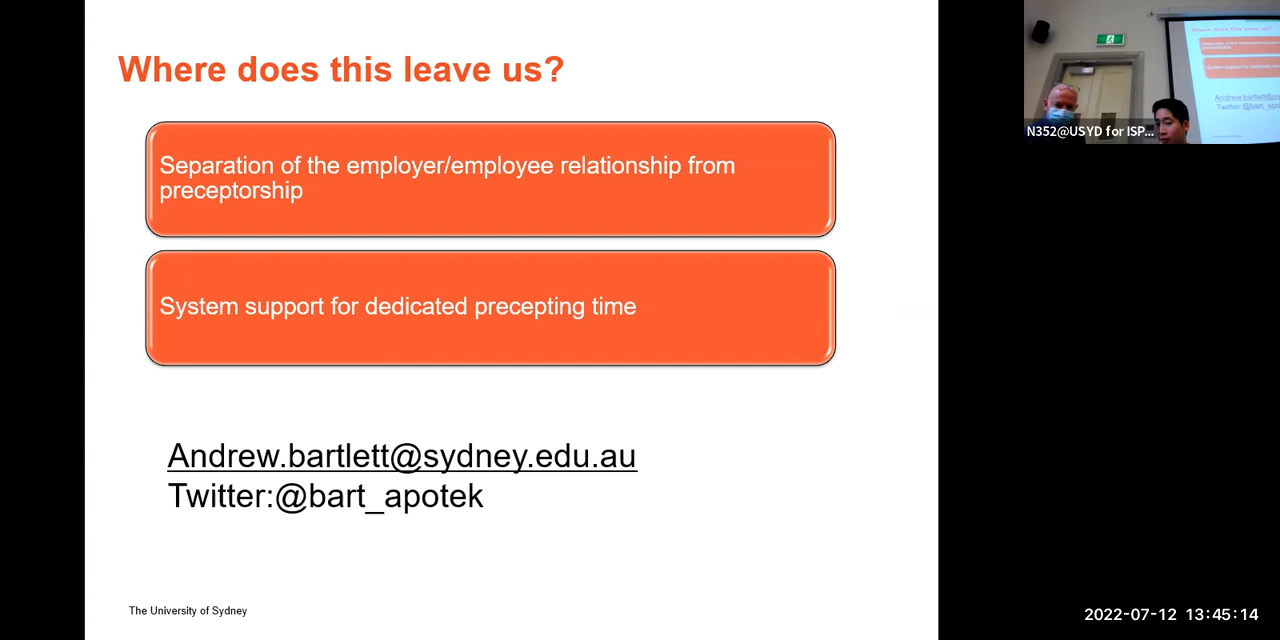 Where does this leave us?
Separation of the employer/employee relationship from
preceptorship
System support for dedicated precepting time
Andrew.bartlett@sydney.edu.au
Twitter:@bart_apotek
The University of Sydney
N352@USYD for ISP...
2022-07-12 13:45:14